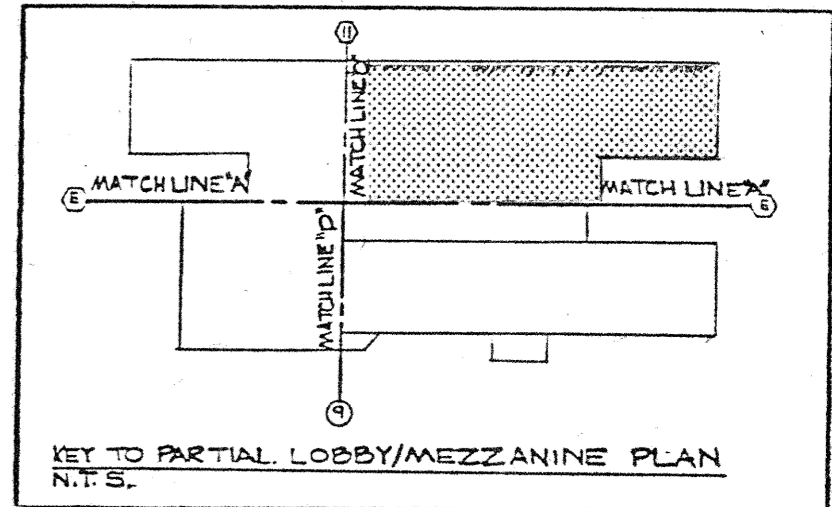 11
MATCH LINE "D"
MATCH LINE "A"
MATCH LINE "A"
E
E
MATCH LINE "D"
9
KEY TO PARTIAL. LOBBY/MEZZANINE PLAN
N.T.S.